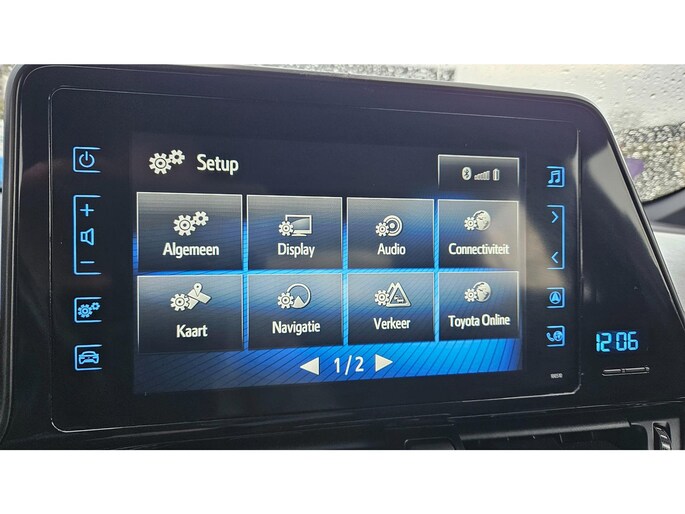 Setup
Algemeen
Display
Audio
Connectiviteit
Kaart
Navigatie
Verkeer
Toyota Online
1/2
12:06